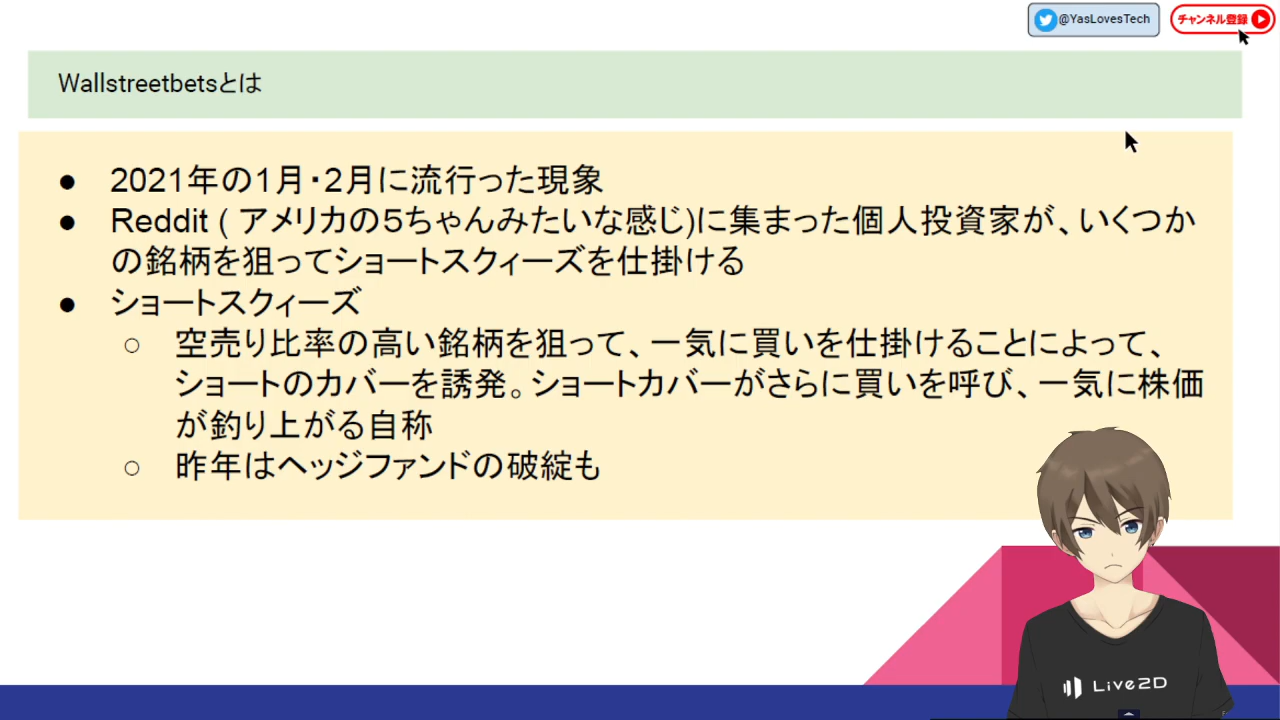 @YasLovesTech
チャンネル登録
Wallstreetbetsとは
● 2021年の1月・2月に流行った現象
● Reddit ( アメリカの５ちゃんみたいな感じ)に集まった個人投資家が、いくつか
の銘柄を狙ってショートスクィーズを仕掛ける
● ショートスクィーズ
○ 空売り比率の高い銘柄を狙って、一気に買いを仕掛けることによって、
ショートのカバーを誘発。ショートカバーがさらに買いを呼び、一気に株価
が釣り上がる自称
○ 昨年はヘッジファンドの破綻も
Live2D